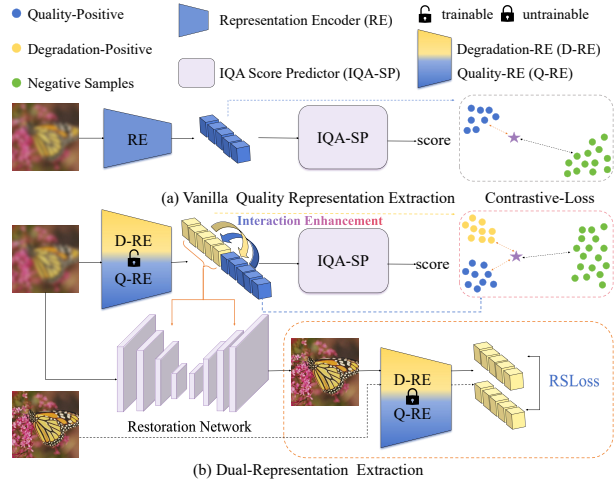 Quality-Positive
Representation Encoder (RE)
trainable
untrainable
Degradation-Positive
Degradation-RE (D-RE)
Negative Samples
IQA Score Predictor (IQA-SP)
Quality-RE (Q-RE)
RE
IQA-SP
score
(a) Vanilla Quality Representation Extraction
Contrastive-Loss
Interaction Enhancement
D-RE
Q-RE
IQA-SP
score
D-RE
Q-RE
RSLoss
Restoration Network
(b) Dual-Representation Extraction